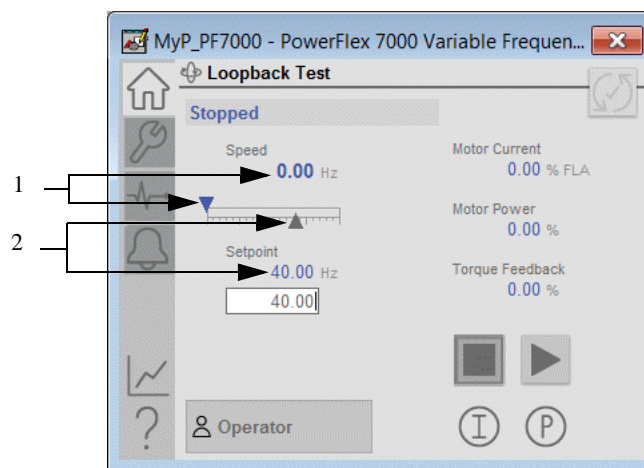 MyP_PF7000 - PowerFlex 7000 Variable Frequen...
Loopback Test
Stopped
Speed
0.00 Hz
Motor Current
0.00 % FLA
1
Motor Power
0.00 %
2
Setpoint
40.00 Hz
40.00
Torque Feedback
0.00 %
?
Operator
I
P